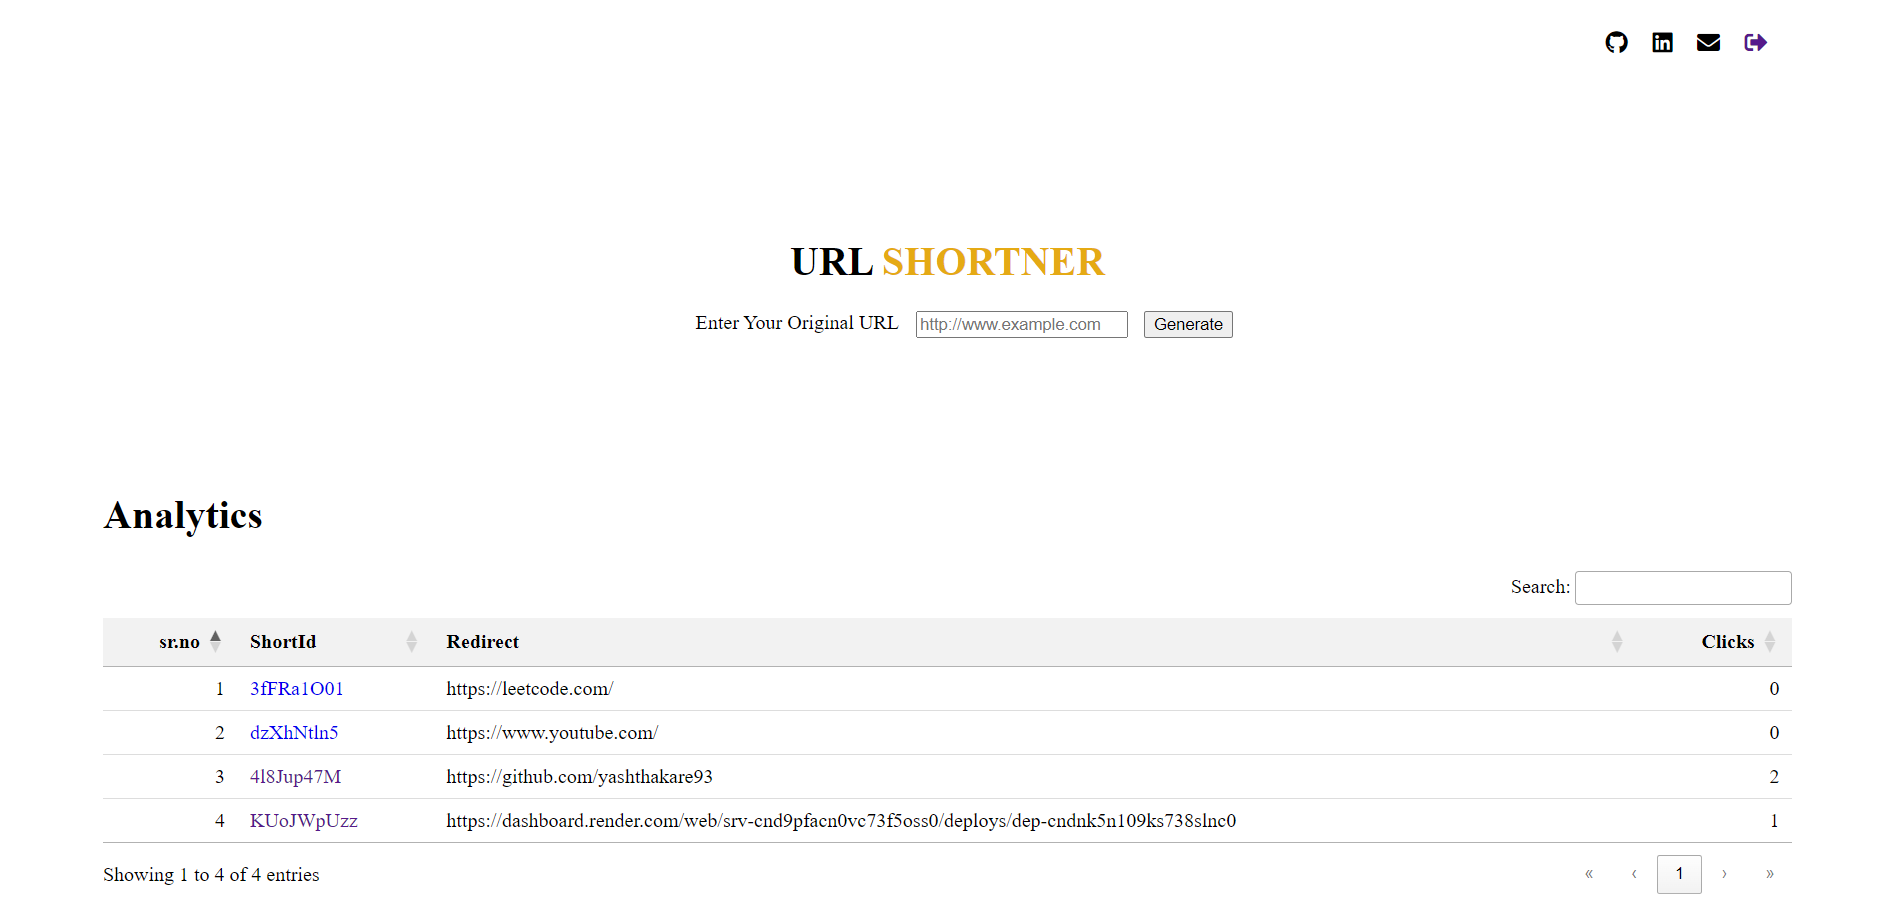 URL SHORTNER
Enter Your Original URL http://www.example.com Generate
Analytics
Search:
sr.no ShortId Redirect Clicks
1 3fFRa1O01 https://leetcode.com/ 0
2 dzXhNtln5 https://www.youtube.com/ 0
3 4l8Jup47M https://github.com/yashthakare93 2
4 KUoJWpUzz https://dashboard.render.com/web/srv-cnd9pfacn0vc73f5oss0/deploys/dep-cndnk5n109ks738slnc0 1
Showing 1 to 4 of 4 entries « ‹ 1 › »